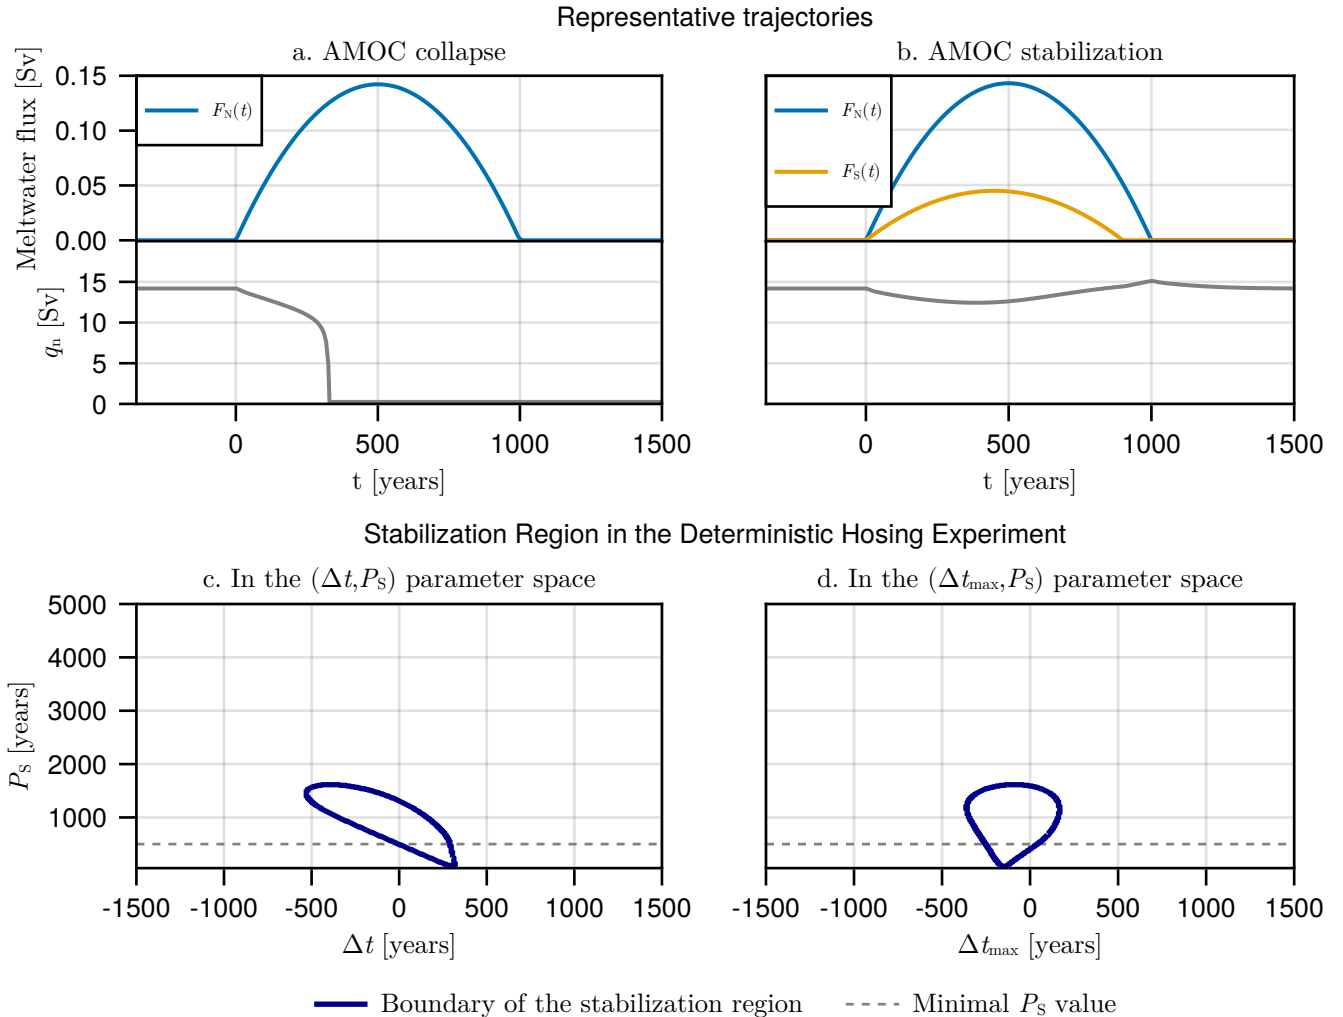 Representative trajectories
a. AMOC collapse
b. AMOC stabilization
Meltwater flux [Sv]
0.15
0.10
0.05
0.00
F_N(t)
F_N(t)
F_S(t)
q_n [Sv]
15
10
5
0
0 500 1000 1500
0 500 1000 1500
t [years]
t [years]
Stabilization Region in the Deterministic Hosing Experiment
c. In the (Δt,P_S) parameter space
d. In the (Δt_max,P_S) parameter space
P_S [years]
5000
4000
3000
2000
1000
-1500 -1000 -500 0 500 1000 1500
-1500 -1000 -500 0 500 1000 1500
Δt [years]
Δt_max [years]
Boundary of the stabilization region
Minimal P_S value